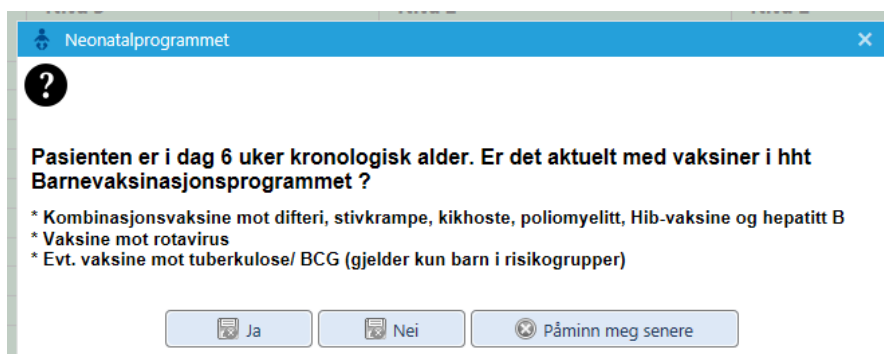 Neonatalprogrammet
Pasienten er i dag 6 uker kronologisk alder. Er det aktuelt med vaksiner i hht
Barnevaksinasjonsprogrammet ?
* Kombinasjonsvaksine mot difteri, stivkrampe, kikhoste, poliomyelitt, Hib-vaksine og hepatitt B
* Vaksine mot rotavirus
* Evt. vaksine mot tuberkulose/ BCG (gjelder kun barn i risikogrupper)
Ja Nei Påminn meg senere